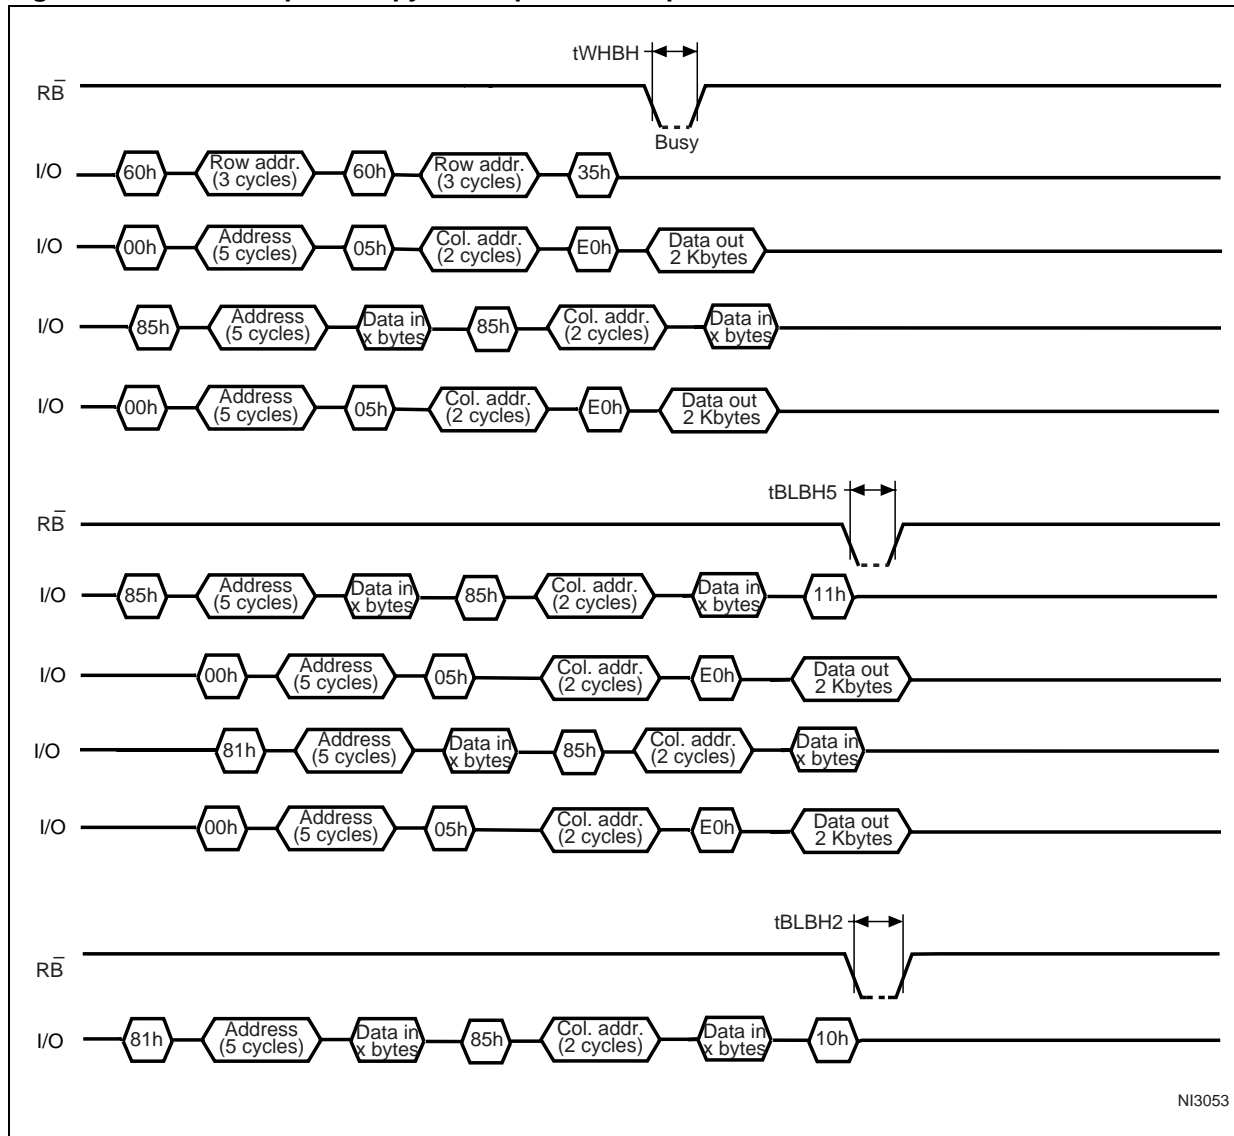 tWHBH
RB̅
Busy
I/O 60h Row addr. (3 cycles) 60h Row addr. (3 cycles) 35h
I/O 00h Address (5 cycles) 05h Col. addr. (2 cycles) E0h Data out 2 Kbytes
I/O 85h Address (5 cycles) Data in x bytes 85h Col. addr. (2 cycles) Data in x bytes
I/O 00h Address (5 cycles) 05h Col. addr. (2 cycles) E0h Data out 2 Kbytes
tBLBH5
RB̅
I/O 85h Address (5 cycles) Data in x bytes 85h Col. addr. (2 cycles) Data in x bytes 11h
I/O 00h Address (5 cycles) 05h Col. addr. (2 cycles) E0h Data out 2 Kbytes
I/O 81h Address (5 cycles) Data in x bytes 85h Col. addr. (2 cycles) Data in x bytes
I/O 00h Address (5 cycles) 05h Col. addr. (2 cycles) E0h Data out 2 Kbytes
tBLBH2
RB̅
I/O 81h Address (5 cycles) Data in x bytes 85h Col. addr. (2 cycles) Data in x bytes 10h
NI3053